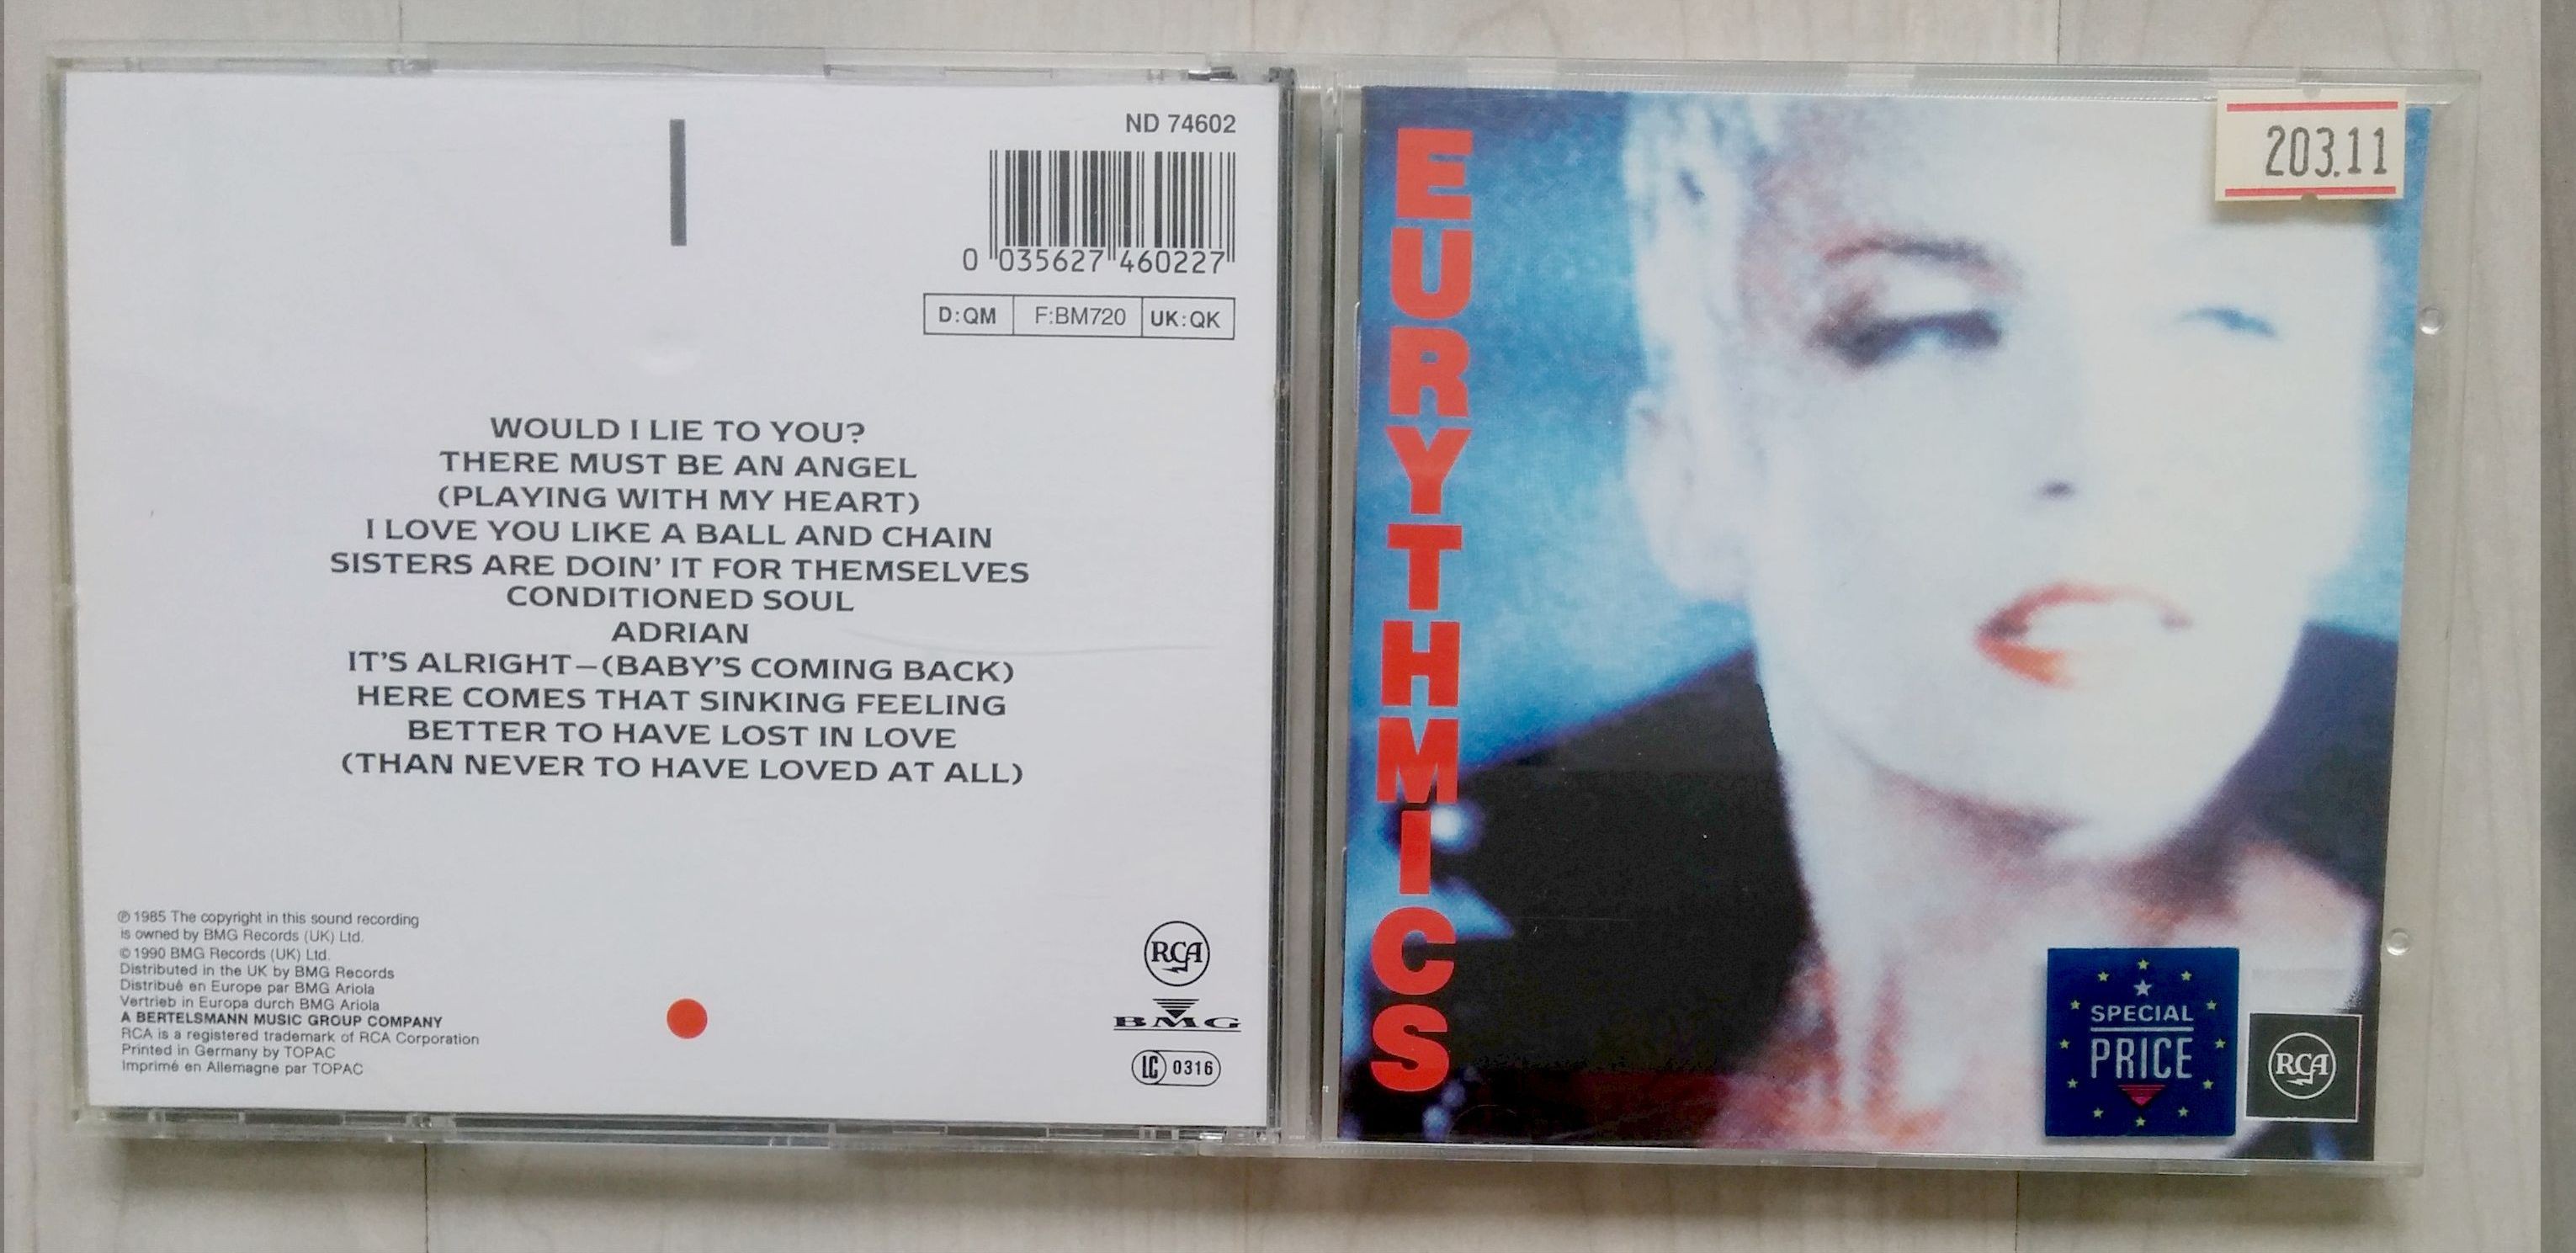 ND 74602
0 035627 460227
D:QM F:BM720 UK:QK
WOULD I LIE TO YOU?
THERE MUST BE AN ANGEL
(PLAYING WITH MY HEART)
I LOVE YOU LIKE A BALL AND CHAIN
SISTERS ARE DOIN' IT FOR THEMSELVES
CONDITIONED SOUL
ADRIAN
IT'S ALRIGHT–(BABY'S COMING BACK)
HERE COMES THAT SINKING FEELING
BETTER TO HAVE LOST IN LOVE
(THAN NEVER TO HAVE LOVED AT ALL)
℗ 1985 The copyright in this sound recording
is owned by BMG Records (UK) Ltd.
© 1990 BMG Records (UK) Ltd.
Distributed in the UK by BMG Records
Distribué en Europe par BMG Ariola
Vertrieb in Europa durch BMG Ariola
A BERTELSMANN MUSIC GROUP COMPANY
RCA is a registered trademark of RCA Corporation
Printed in Germany by TOPAC
Imprimé en Allemagne par TOPAC
RCA
BMG
LC 0316
EURYTHMICS
203.11
SPECIAL
PRICE
RCA